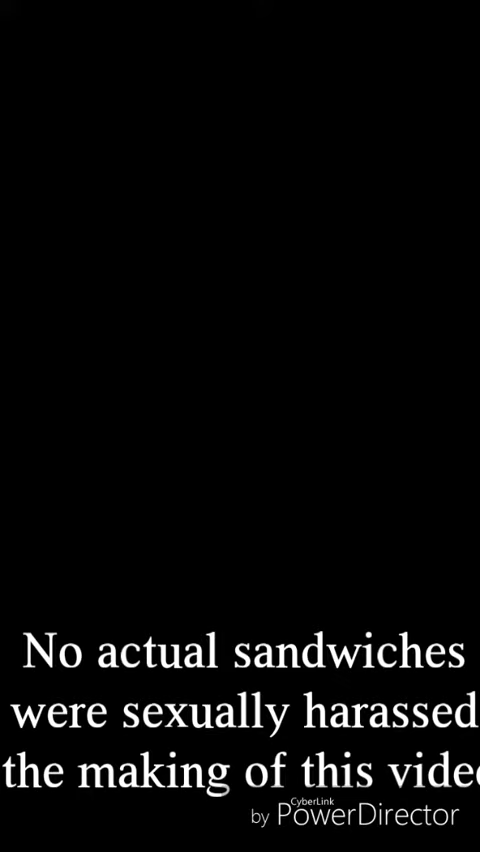 No actual sandwiches
were sexually harassed
the making of this vide
CyberLink
by PowerDirector